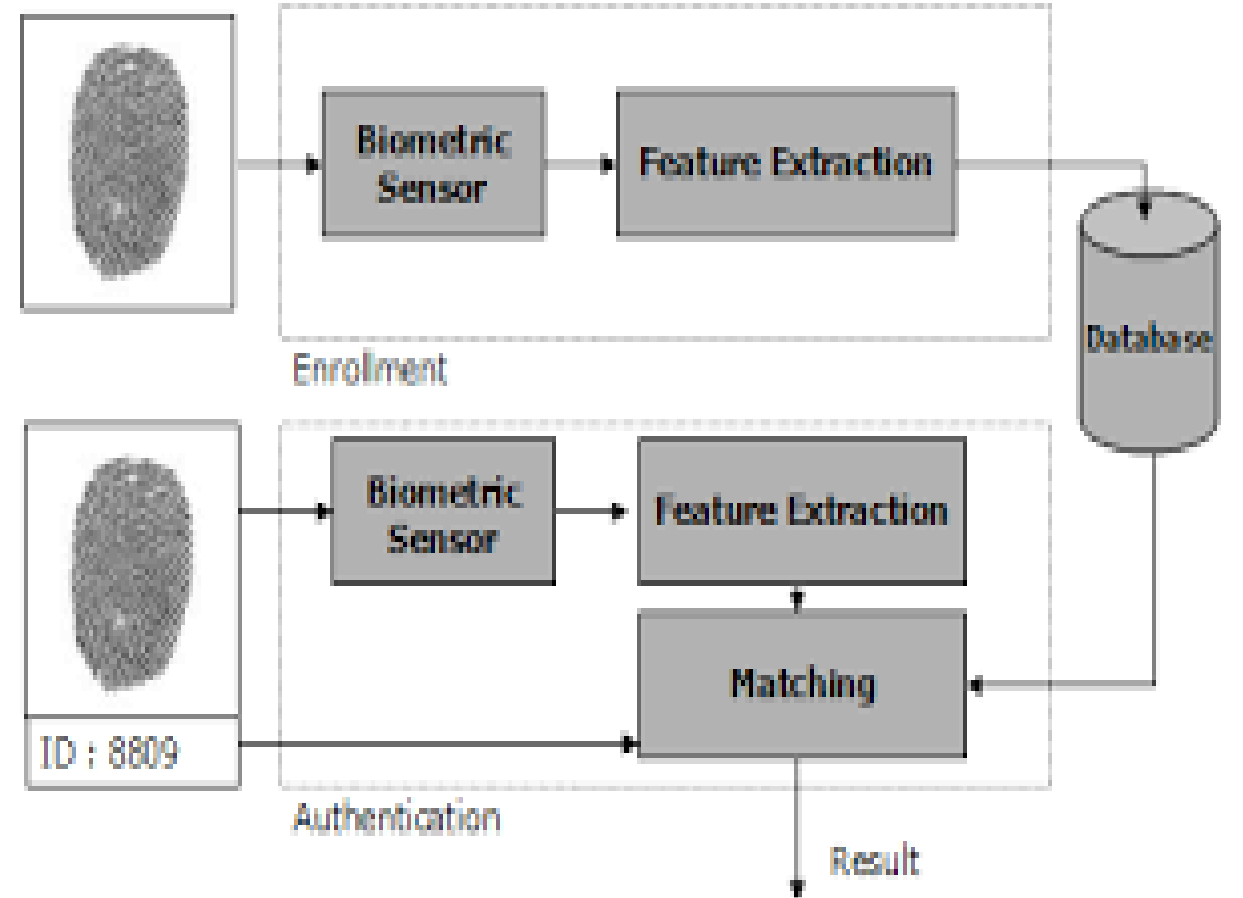 Biometric
Sensor
Feature Extraction
Database
Enrollment
Biometric
Sensor
Feature Extraction
Matching
ID : 8809
Authentication
Result